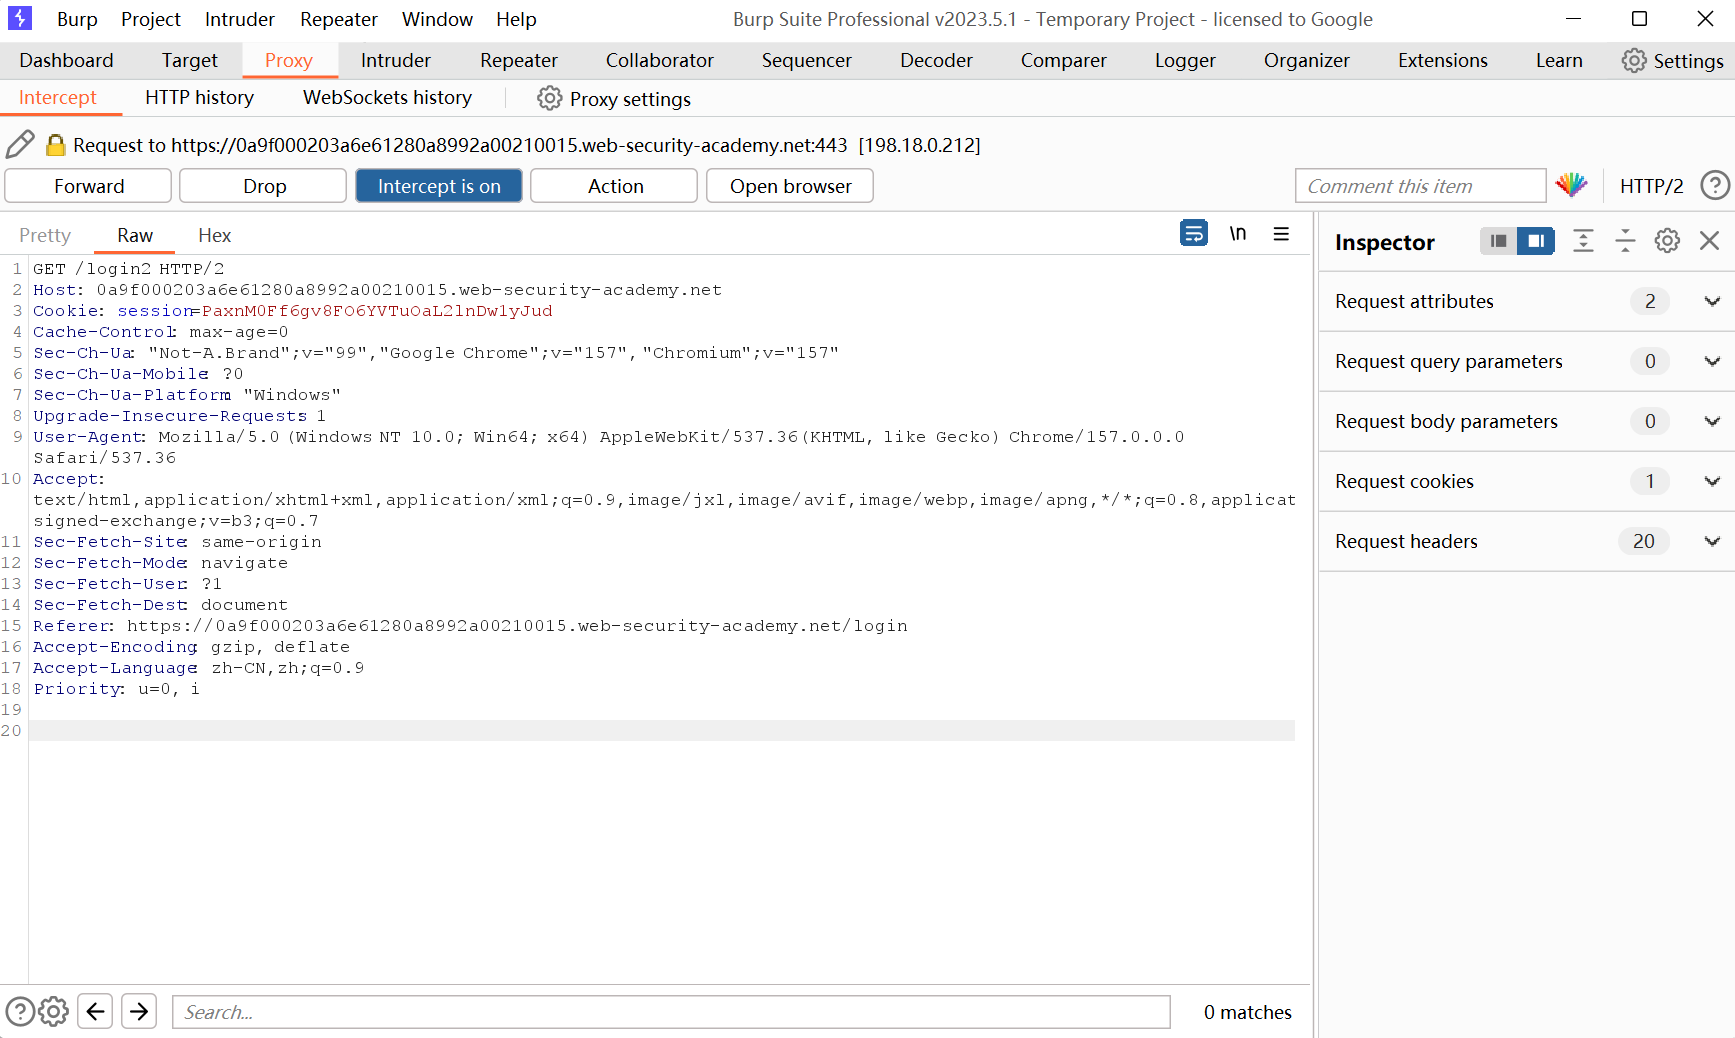 Burp Project Intruder Repeater Window Help Burp Suite Professional v2023.5.1 - Temporary Project - licensed to Google
Dashboard Target Proxy Intruder Repeater Collaborator Sequencer Decoder Comparer Logger Organizer Extensions Learn Settings
Intercept HTTP history WebSockets history Proxy settings
Request to https://0a9f000203a6e61280a8992a00210015.web-security-academy.net:443 [198.18.0.212]
Forward Drop Intercept is on Action Open browser Comment this item HTTP/2
Pretty Raw Hex \n
Inspector
Request attributes 2
Request query parameters 0
Request body parameters 0
Request cookies 1
Request headers 20
1 GET /login2 HTTP/2
2 Host: 0a9f000203a6e61280a8992a00210015.web-security-academy.net
3 Cookie: session=PaxnM0Ff6gv8FO6YVTuOaL2lnDw1yJud
4 Cache-Control: max-age=0
5 Sec-Ch-Ua: "Not-A.Brand";v="99", "Google Chrome";v="157", "Chromium";v="157"
6 Sec-Ch-Ua-Mobile: ?0
7 Sec-Ch-Ua-Platform: "Windows"
8 Upgrade-Insecure-Requests: 1
9 User-Agent: Mozilla/5.0 (Windows NT 10.0; Win64; x64) AppleWebKit/537.36 (KHTML, like Gecko) Chrome/157.0.0.0
Safari/537.36
10 Accept:
text/html,application/xhtml+xml,application/xml;q=0.9,image/jxl,image/avif,image/webp,image/apng,*/*;q=0.8,applicat
signed-exchange;v=b3;q=0.7
11 Sec-Fetch-Site: same-origin
12 Sec-Fetch-Mode: navigate
13 Sec-Fetch-User: ?1
14 Sec-Fetch-Dest: document
15 Referer: https://0a9f000203a6e61280a8992a00210015.web-security-academy.net/login
16 Accept-Encoding: gzip, deflate
17 Accept-Language: zh-CN,zh;q=0.9
18 Priority: u=0, i
19
20
Search... 0 matches